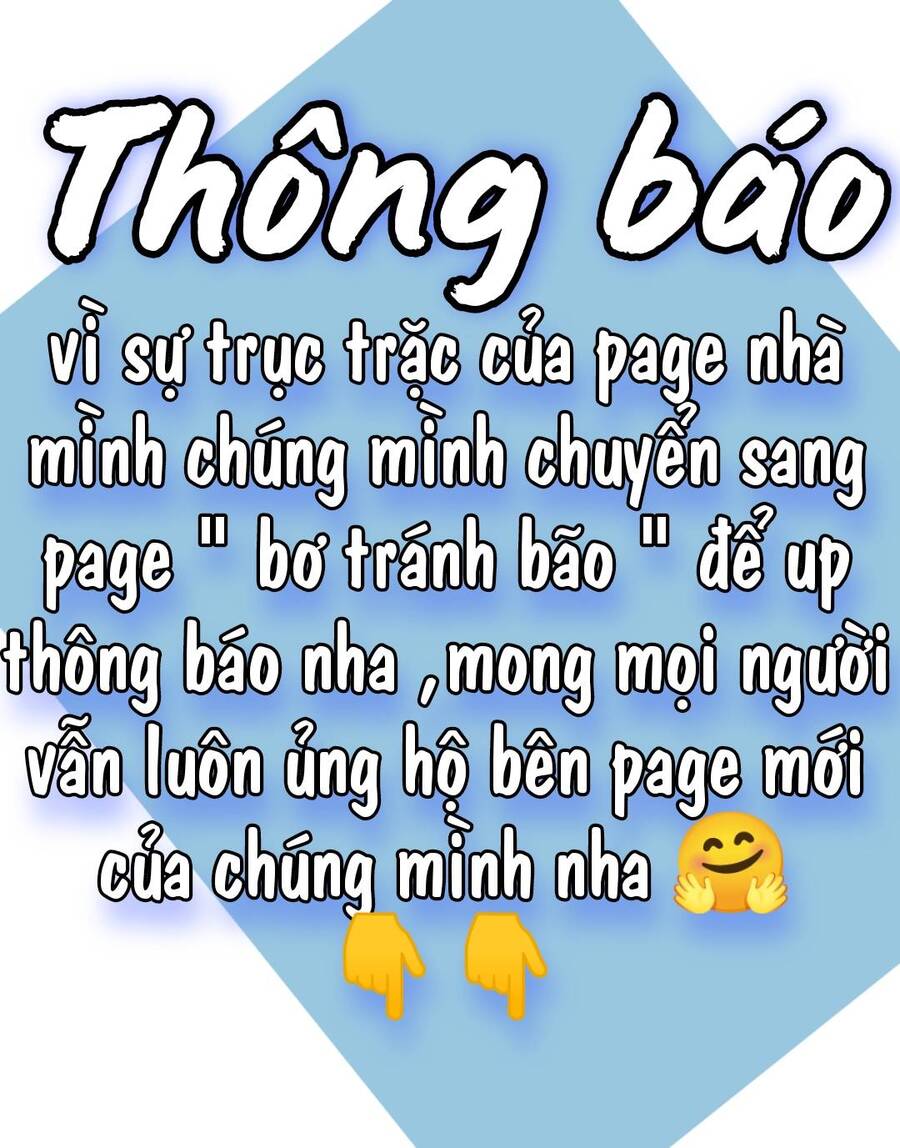 Thông báo
vì sự trục trặc của page nhà
mình chúng mình chuyển sang
page " bơ tránh bão " để up
thông báo nha ,mong mọi người
vẫn luôn ủng hộ bên page mới
của chúng mình nha 🤗
👇👇